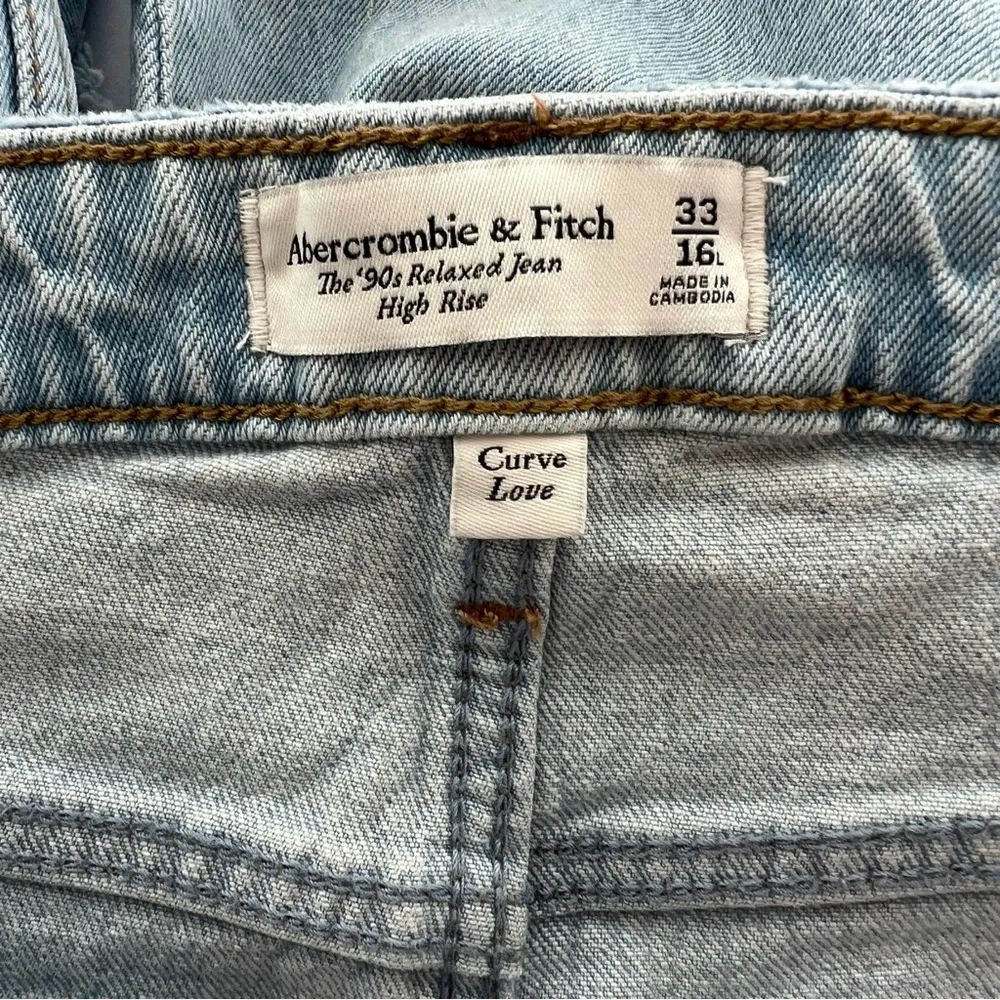 Abercrombie & Fitch
The '90s Relaxed Jean
High Rise
33
16L
MADE IN
CAMBODIA
Curve
Love